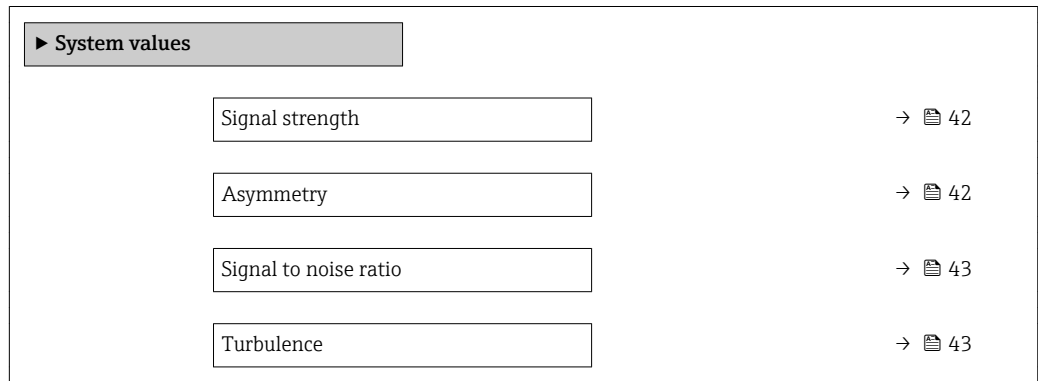 ▶ System values
Signal strength → 42
Asymmetry → 42
Signal to noise ratio → 43
Turbulence → 43